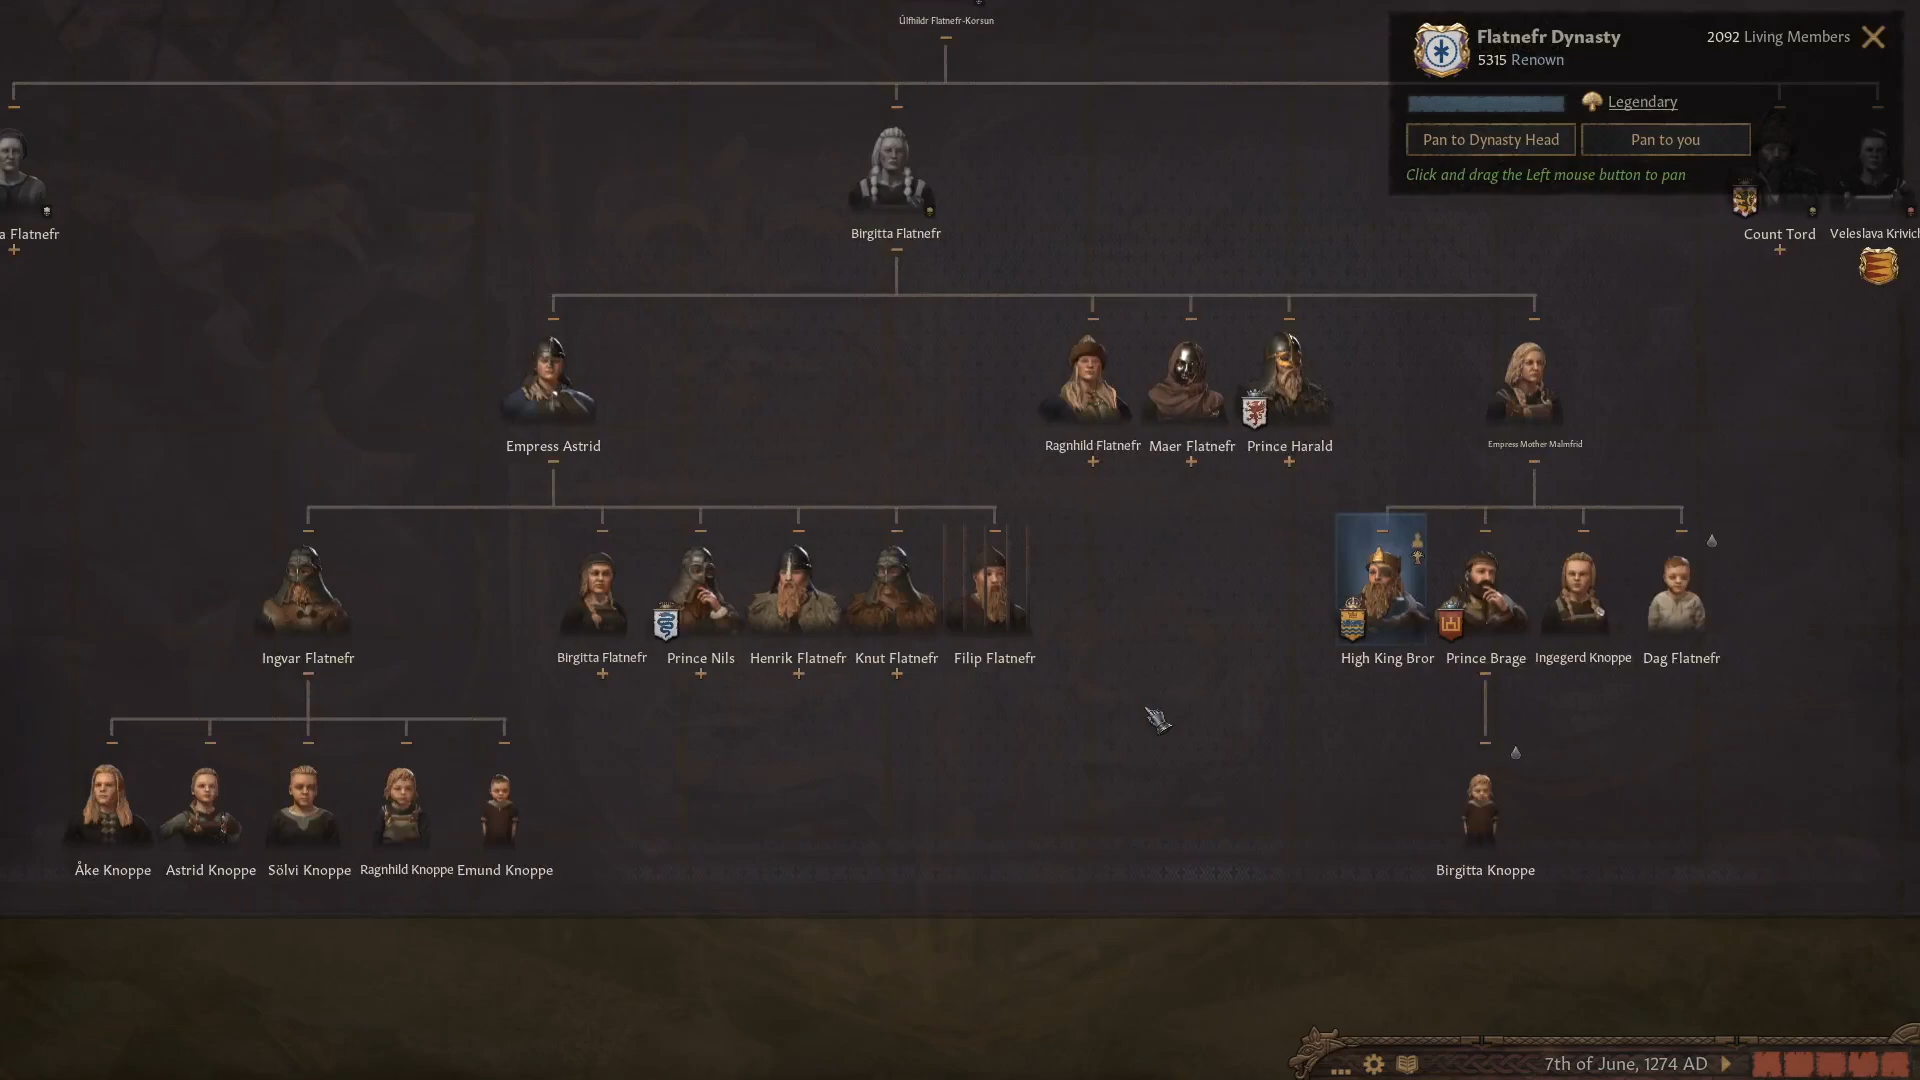 Úlfhildr Flatnefr-Korsun
Flatnefr Dynasty
2092 Living Members
5315 Renown
Legendary
Pan to Dynasty Head
Pan to you
Click and drag the Left mouse button to pan
a Flatnefr
Birgitta Flatnefr
Count Tord
Veleslava Krivich
Empress Astrid
Ragnhild Flatnefr
Maer Flatnefr
Prince Harald
Empress Mother Malmfrid
Ingvar Flatnefr
Birgitta Flatnefr
Prince Nils
Henrik Flatnefr
Knut Flatnefr
Filip Flatnefr
High King Bror
Prince Brage
Ingegerd Knoppe
Dag Flatnefr
Åke Knoppe
Astrid Knoppe
Sölvi Knoppe
Ragnhild Knoppe
Emund Knoppe
Birgitta Knoppe
... 7th of June, 1274 AD